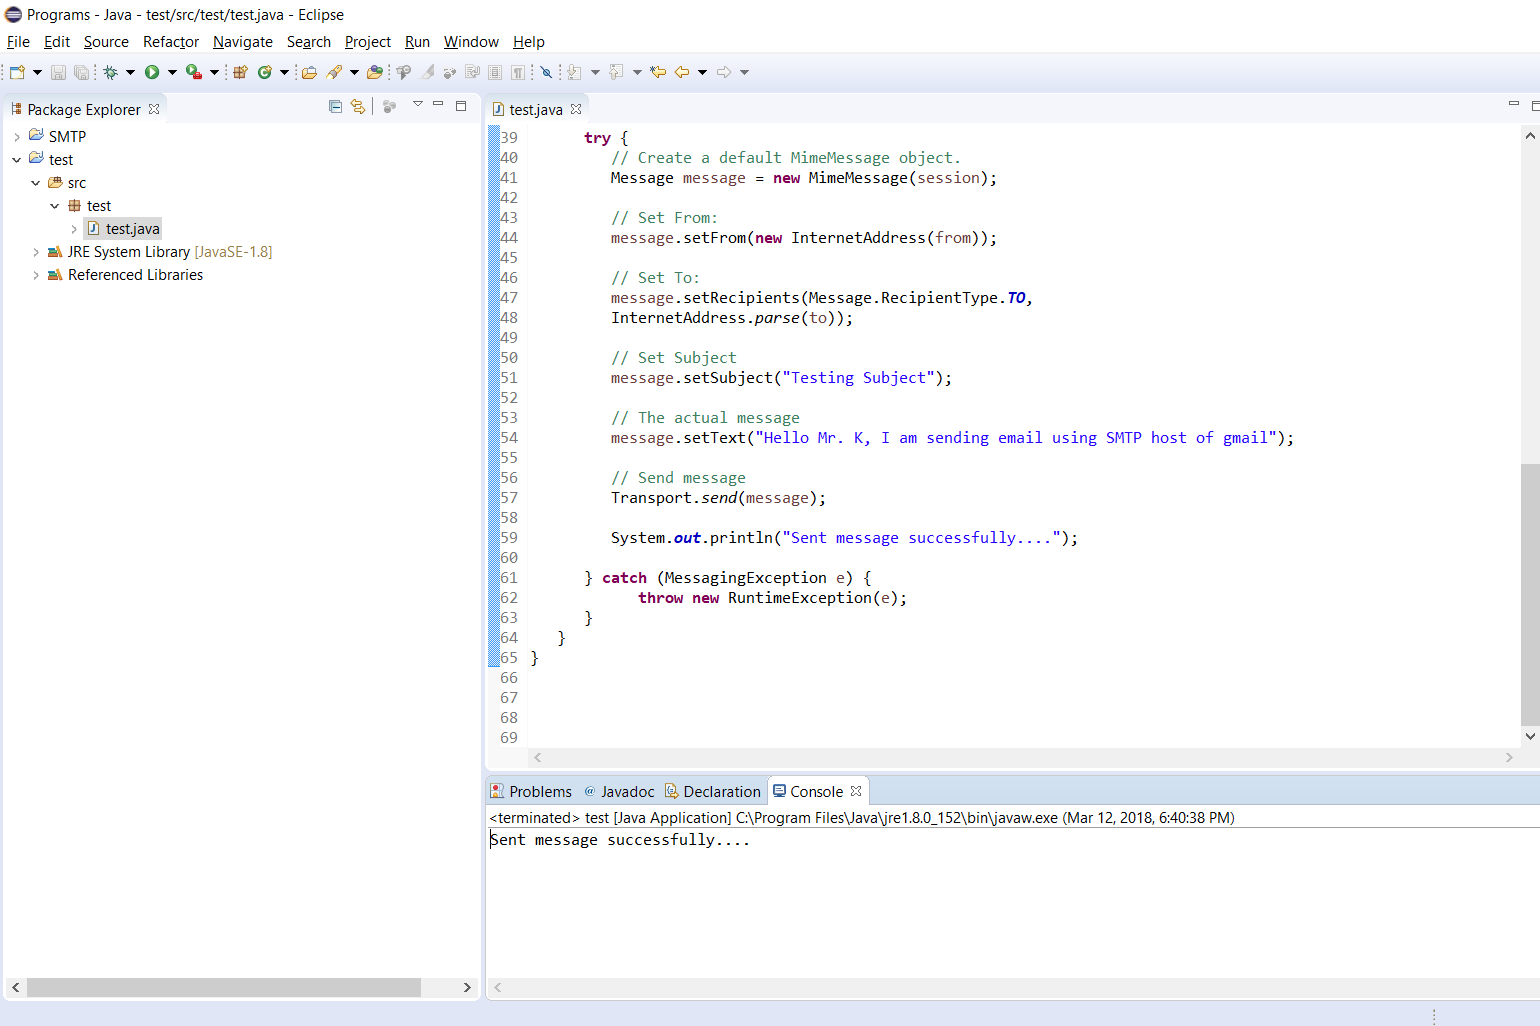 Programs - Java - test/src/test/test.java - Eclipse
File Edit Source Refactor Navigate Search Project Run Window Help
Package Explorer
SMTP
test
src
test
test.java
JRE System Library [JavaSE-1.8]
Referenced Libraries
test.java
39 try {
40 // Create a default MimeMessage object.
41 Message message = new MimeMessage(session);
42
43 // Set From:
44 message.setFrom(new InternetAddress(from));
45
46 // Set To:
47 message.setRecipients(Message.RecipientType.TO,
48 InternetAddress.parse(to));
49
50 // Set Subject
51 message.setSubject("Testing Subject");
52
53 // The actual message
54 message.setText("Hello Mr. K, I am sending email using SMTP host of gmail");
55
56 // Send message
57 Transport.send(message);
58
59 System.out.println("Sent message successfully....");
60
61 } catch (MessagingException e) {
62 throw new RuntimeException(e);
63 }
64 }
65 }
66
67
68
69
Problems @ Javadoc Declaration Console
<terminated> test [Java Application] C:\Program Files\Java\jre1.8.0_152\bin\javaw.exe (Mar 12, 2018, 6:40:38 PM)
Sent message successfully....